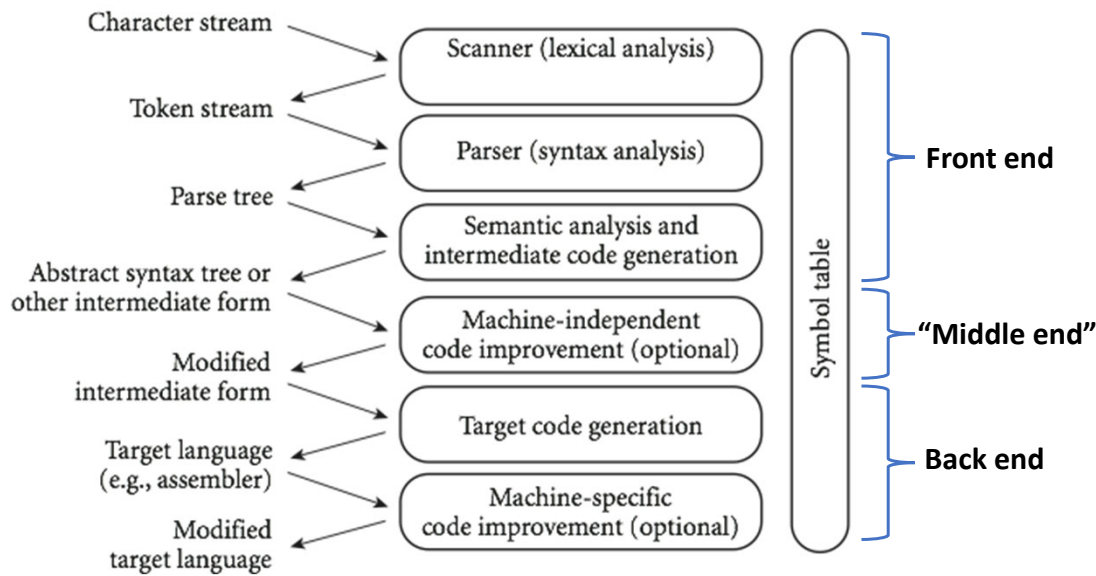 Character stream
Scanner (lexical analysis)
Token stream
Parser (syntax analysis)
Parse tree
Semantic analysis and
intermediate code generation
Abstract syntax tree or
other intermediate form
Machine-independent
code improvement (optional)
Modified
intermediate form
Target code generation
Target language
(e.g., assembler)
Machine-specific
code improvement (optional)
Modified
target language
Symbol table
Front end
“Middle end”
Back end